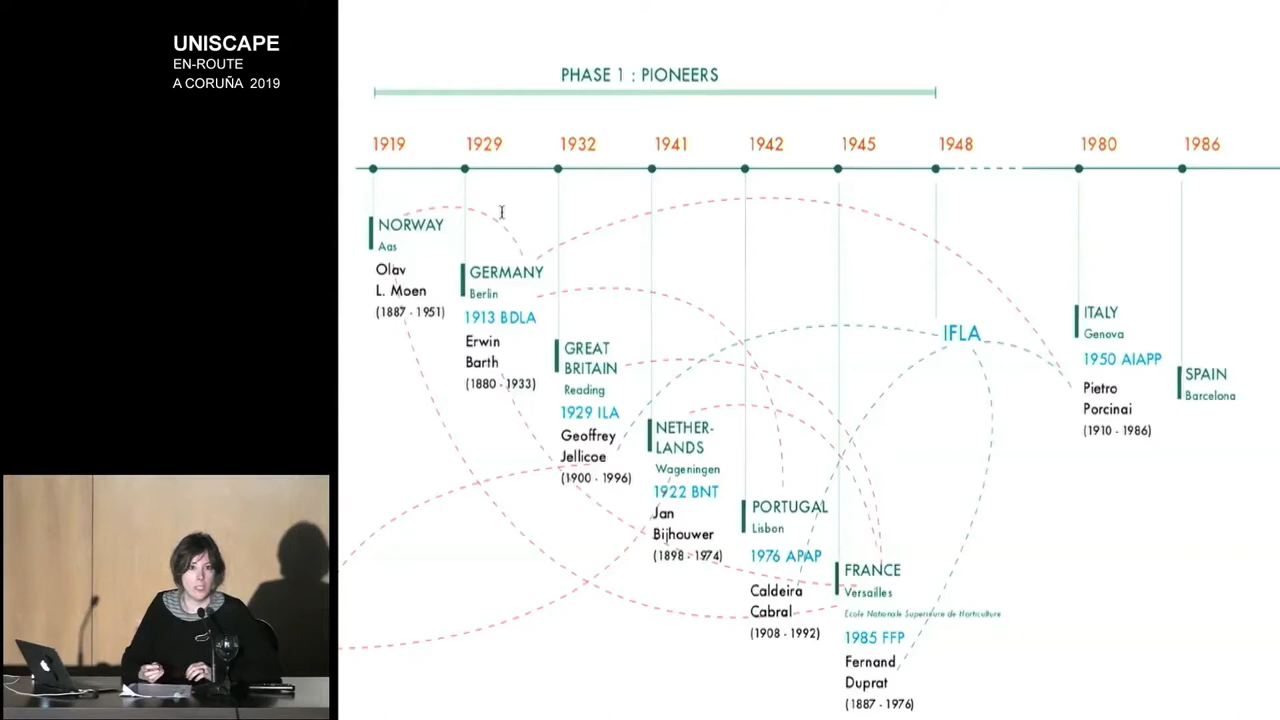 UNISCAPE
EN-ROUTE
A CORUÑA 2019
PHASE 1 : PIONEERS
1919
1929
1932
1941
1942
1945
1948
1980
1986
NORWAY
Aas
Olav
L. Moen
(1887 - 1951)
GERMANY
Berlin
1913 BDLA
Erwin
Barth
(1880 - 1933)
GREAT
BRITAIN
Reading
1929 ILA
Geoffrey
Jellicoe
(1900 - 1996)
NETHER-
LANDS
Wageningen
1922 BNT
Jan
Bijhouwer
(1898 - 1974)
PORTUGAL
Lisbon
1976 APAP
Caldeira
Cabral
(1908 - 1992)
FRANCE
Versailles
Ecole Nationale Superieure de Horticulture
1985 FFP
Fernand
Duprat
(1887 - 1976)
IFLA
ITALY
Genova
1950 AIAPP
Pietro
Porcinai
(1910 - 1986)
SPAIN
Barcelona